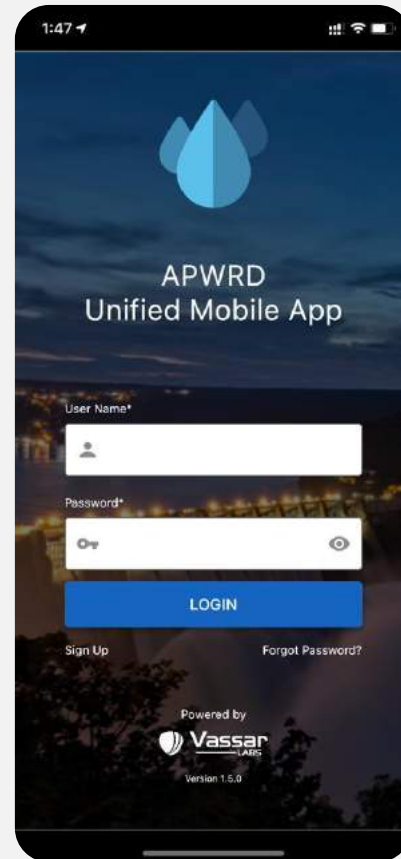 1:47
APWRD
Unified Mobile App
User Name*
Password*
LOGIN
Sign Up
Forgot Password?
Powered by
Vassar
LABS
Version 1.5.0